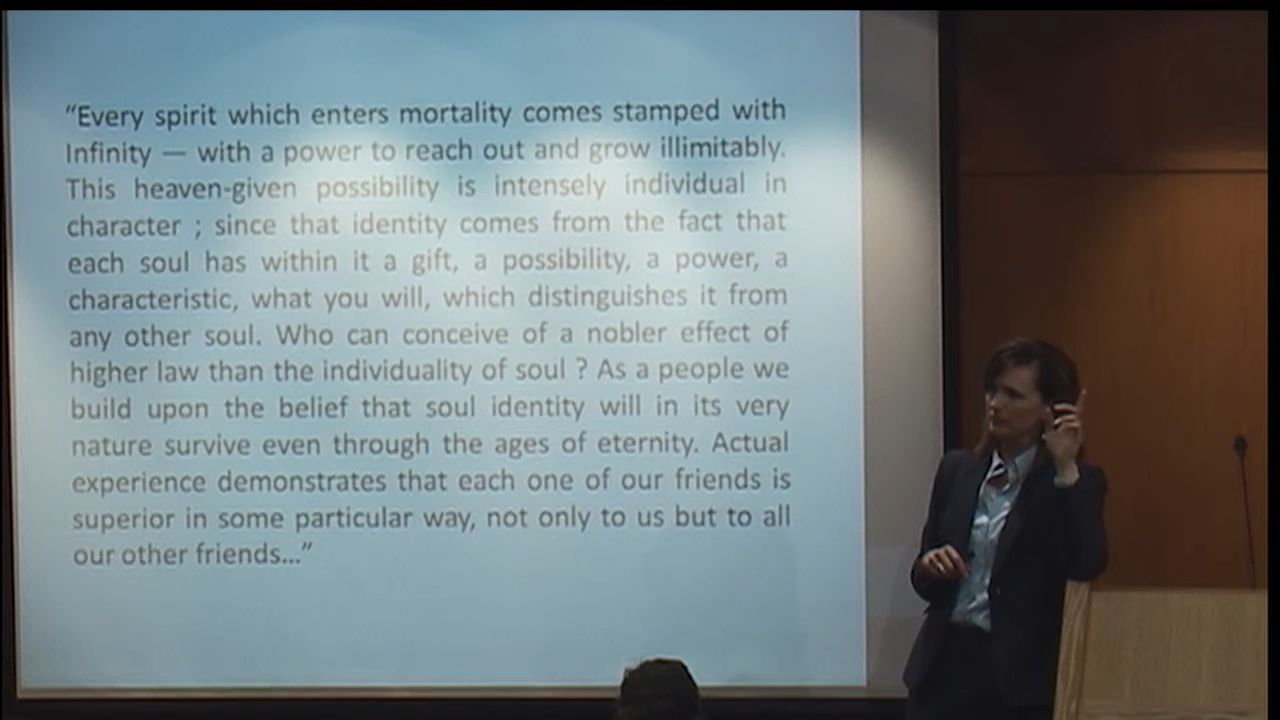 “Every spirit which enters mortality comes stamped with
Infinity — with a power to reach out and grow illimitably.
This heaven-given possibility is intensely individual in
character ; since that identity comes from the fact that
each soul has within it a gift, a possibility, a power, a
characteristic, what you will, which distinguishes it from
any other soul. Who can conceive of a nobler effect of
higher law than the individuality of soul ? As a people we
build upon the belief that soul identity will in its very
nature survive even through the ages of eternity. Actual
experience demonstrates that each one of our friends is
superior in some particular way, not only to us but to all
our other friends...”